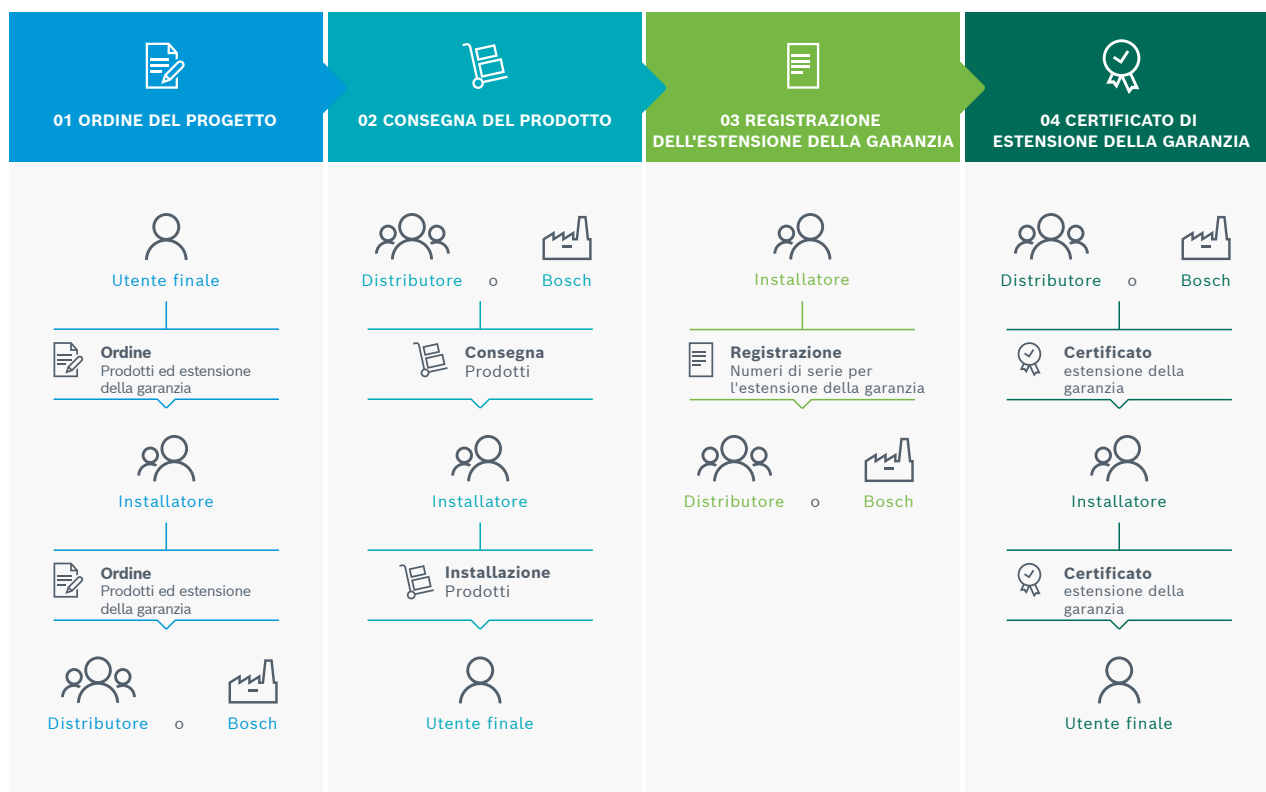 01 ORDINE DEL PROGETTO
Utente finale
Ordine
Prodotti ed estensione
della garanzia
Installatore
Ordine
Prodotti ed estensione
della garanzia
Distributore o Bosch
02 CONSEGNA DEL PRODOTTO
Distributore o Bosch
Consegna
Prodotti
Installatore
Installazione
Prodotti
Utente finale
03 REGISTRAZIONE
DELL'ESTENSIONE DELLA GARANZIA
Installatore
Registrazione
Numeri di serie per
l'estensione della garanzia
Distributore o Bosch
04 CERTIFICATO DI
ESTENSIONE DELLA GARANZIA
Distributore o Bosch
Certificato
estensione della
garanzia
Installatore
Certificato
estensione della
garanzia
Utente finale